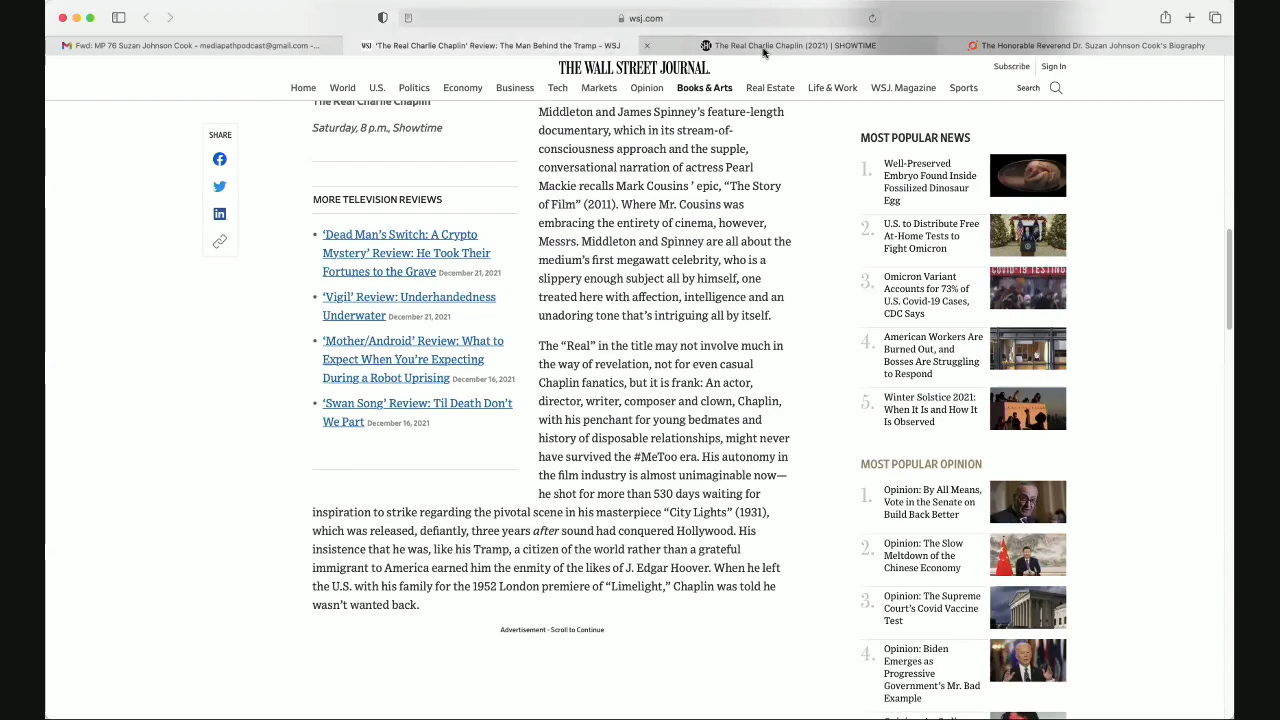 wsj.com
Fwd: MP 76 Suzan Johnson Cook - mediapathpodcast@gmail.com -...
WSJ 'The Real Charlie Chaplin' Review: The Man Behind the Tramp - WSJ
The Real Charlie Chaplin (2021) | SHOWTIME
The Honorable Reverend Dr. Suzan Johnson Cook's Biography
THE WALL STREET JOURNAL.
Subscribe
Sign In
Home
World
U.S.
Politics
Economy
Business
Tech
Markets
Opinion
Books & Arts
Real Estate
Life & Work
WSJ. Magazine
Sports
Search
SHARE
The Real Charlie Chaplin
Saturday, 8 p.m., Showtime
MORE TELEVISION REVIEWS
• 'Dead Man's Switch: A Crypto
Mystery' Review: He Took Their
Fortunes to the Grave December 21, 2021
• 'Vigil' Review: Underhandedness
Underwater December 21, 2021
• 'Mother/Android' Review: What to
Expect When You're Expecting
During a Robot Uprising December 16, 2021
• 'Swan Song' Review: Til Death Don't
We Part December 16, 2021
Middleton and James Spinney's feature-length
documentary, which in its stream-of-
consciousness approach and the supple,
conversational narration of actress Pearl
Mackie recalls Mark Cousins ' epic, "The Story
of Film" (2011). Where Mr. Cousins was
embracing the entirety of cinema, however,
Messrs. Middleton and Spinney are all about the
medium's first megawatt celebrity, who is a
slippery enough subject all by himself, one
treated here with affection, intelligence and an
unadoring tone that's intriguing all by itself.
The "Real" in the title may not involve much in
the way of revelation, not for even casual
Chaplin fanatics, but it is frank: An actor,
director, writer, composer and clown, Chaplin,
with his penchant for young bedmates and
history of disposable relationships, might never
have survived the #MeToo era. His autonomy in
the film industry is almost unimaginable now—
he shot for more than 530 days waiting for
inspiration to strike regarding the pivotal scene in his masterpiece "City Lights" (1931),
which was released, defiantly, three years after sound had conquered Hollywood. His
insistence that he was, like his Tramp, a citizen of the world rather than a grateful
immigrant to America earned him the enmity of the likes of J. Edgar Hoover. When he left
the U.S. with his family for the 1952 London premiere of "Limelight," Chaplin was told he
wasn't wanted back.
Advertisement - Scroll to Continue
MOST POPULAR NEWS
1. Well-Preserved
Embryo Found Inside
Fossilized Dinosaur
Egg
2. U.S. to Distribute Free
At-Home Tests to
Fight Omicron
3. Omicron Variant
Accounts for 73% of
U.S. Covid-19 Cases,
CDC Says
COVID-19 TESTING
4. American Workers Are
Burned Out, and
Bosses Are Struggling
to Respond
5. Winter Solstice 2021:
When It Is and How It
Is Observed
MOST POPULAR OPINION
1. Opinion: By All Means,
Vote in the Senate on
Build Back Better
2. Opinion: The Slow
Meltdown of the
Chinese Economy
3. Opinion: The Supreme
Court's Covid Vaccine
Test
4. Opinion: Biden
Emerges as
Progressive
Government's Mr. Bad
Example